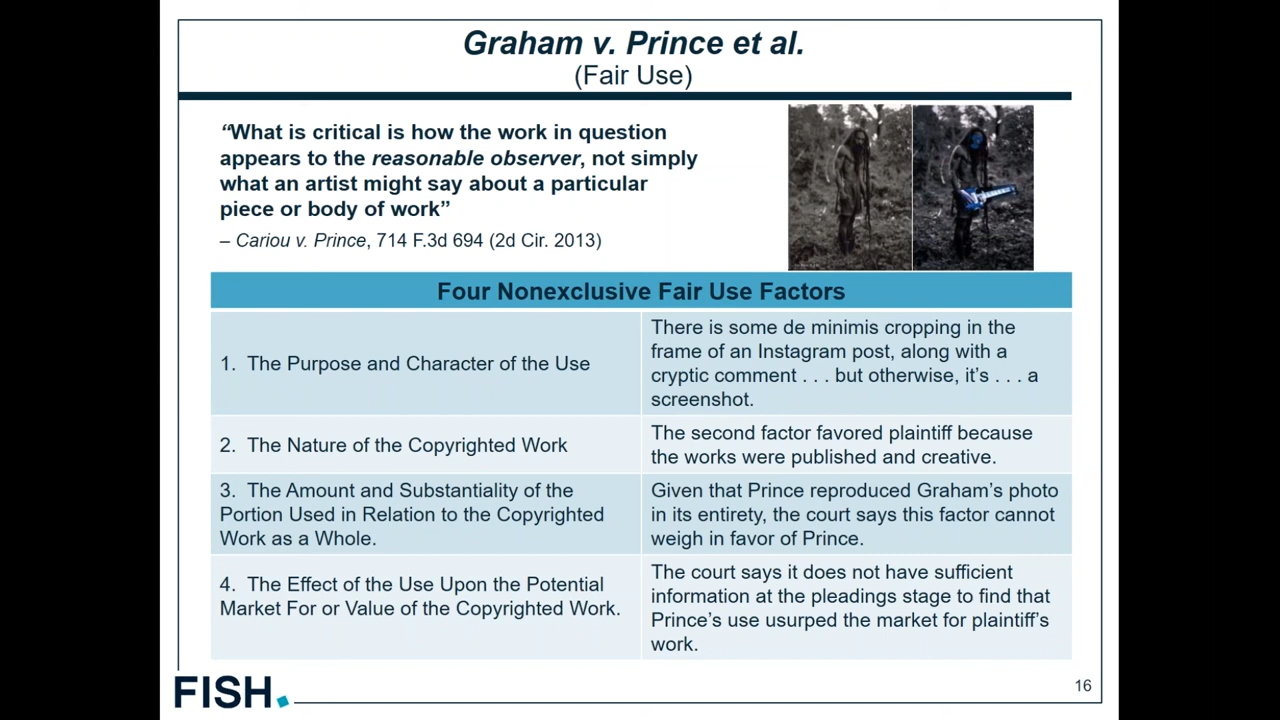 Graham v. Prince et al.
(Fair Use)
“What is critical is how the work in question
appears to the reasonable observer, not simply
what an artist might say about a particular
piece or body of work”
– Cariou v. Prince, 714 F.3d 694 (2d Cir. 2013)
Four Nonexclusive Fair Use Factors
1. The Purpose and Character of the Use
There is some de minimis cropping in the
frame of an Instagram post, along with a
cryptic comment . . . but otherwise, it’s . . . a
screenshot.
2. The Nature of the Copyrighted Work
The second factor favored plaintiff because
the works were published and creative.
3. The Amount and Substantiality of the
Portion Used in Relation to the Copyrighted
Work as a Whole.
Given that Prince reproduced Graham’s photo
in its entirety, the court says this factor cannot
weigh in favor of Prince.
4. The Effect of the Use Upon the Potential
Market For or Value of the Copyrighted Work.
The court says it does not have sufficient
information at the pleadings stage to find that
Prince’s use usurped the market for plaintiff’s
work.
FISH.
16